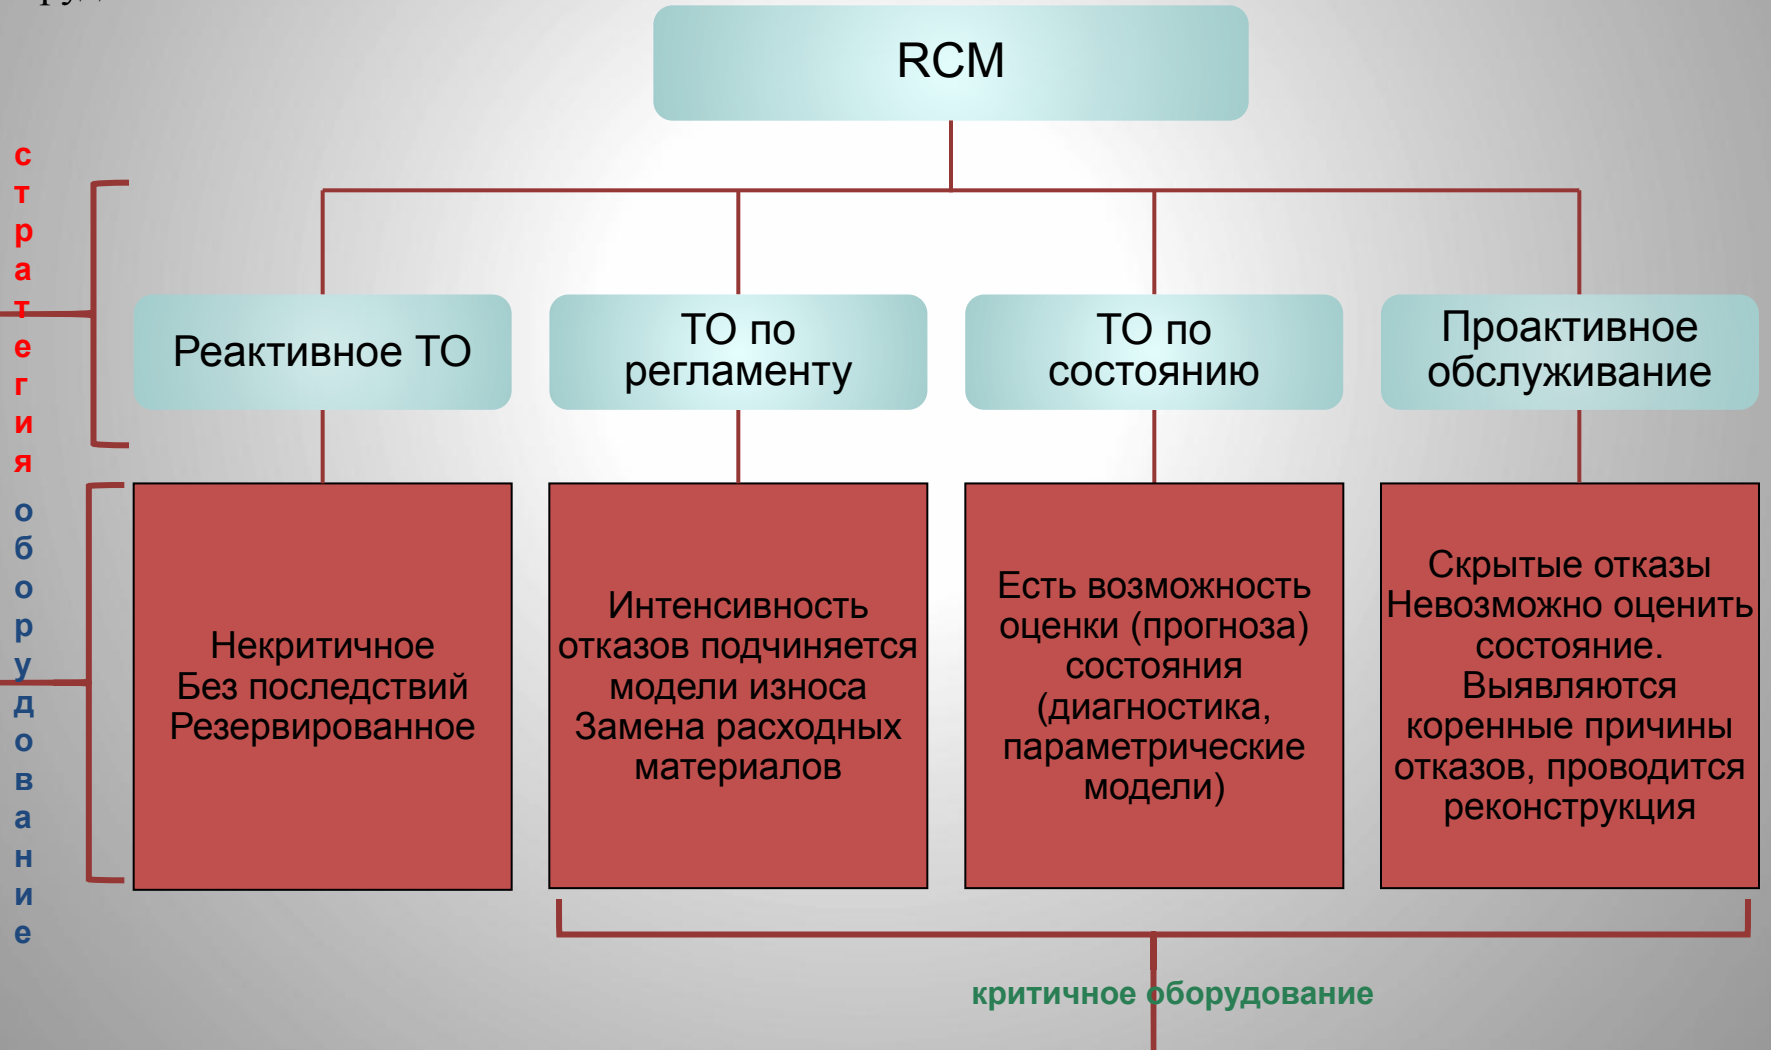 RCM
стратегия
Реактивное ТО
ТО по
регламенту
ТО по
состоянию
Проактивное
обслуживание
оборудование
Некритичное
Без последствий
Резервированное
Интенсивность
отказов подчиняется
модели износа
Замена расходных
материалов
Есть возможность
оценки (прогноза)
состояния
(диагностика,
параметрические
модели)
Скрытые отказы
Невозможно оценить
состояние.
Выявляются
коренные причины
отказов, проводится
реконструкция
критичное оборудование